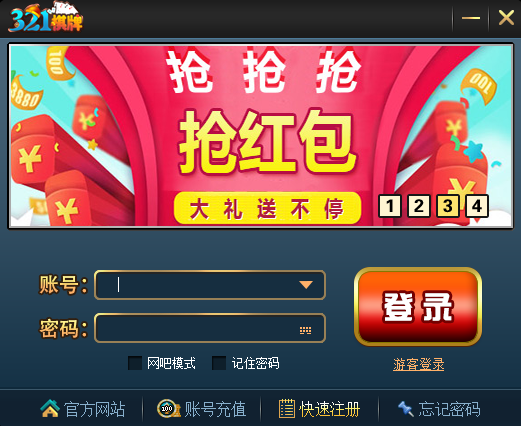 321棋牌
抢 抢 抢
抢红包
大礼送不停
1 2 3 4
账号:
密码:
登录
网吧模式 记住密码 游客登录
官方网站 账号充值 快速注册 忘记密码